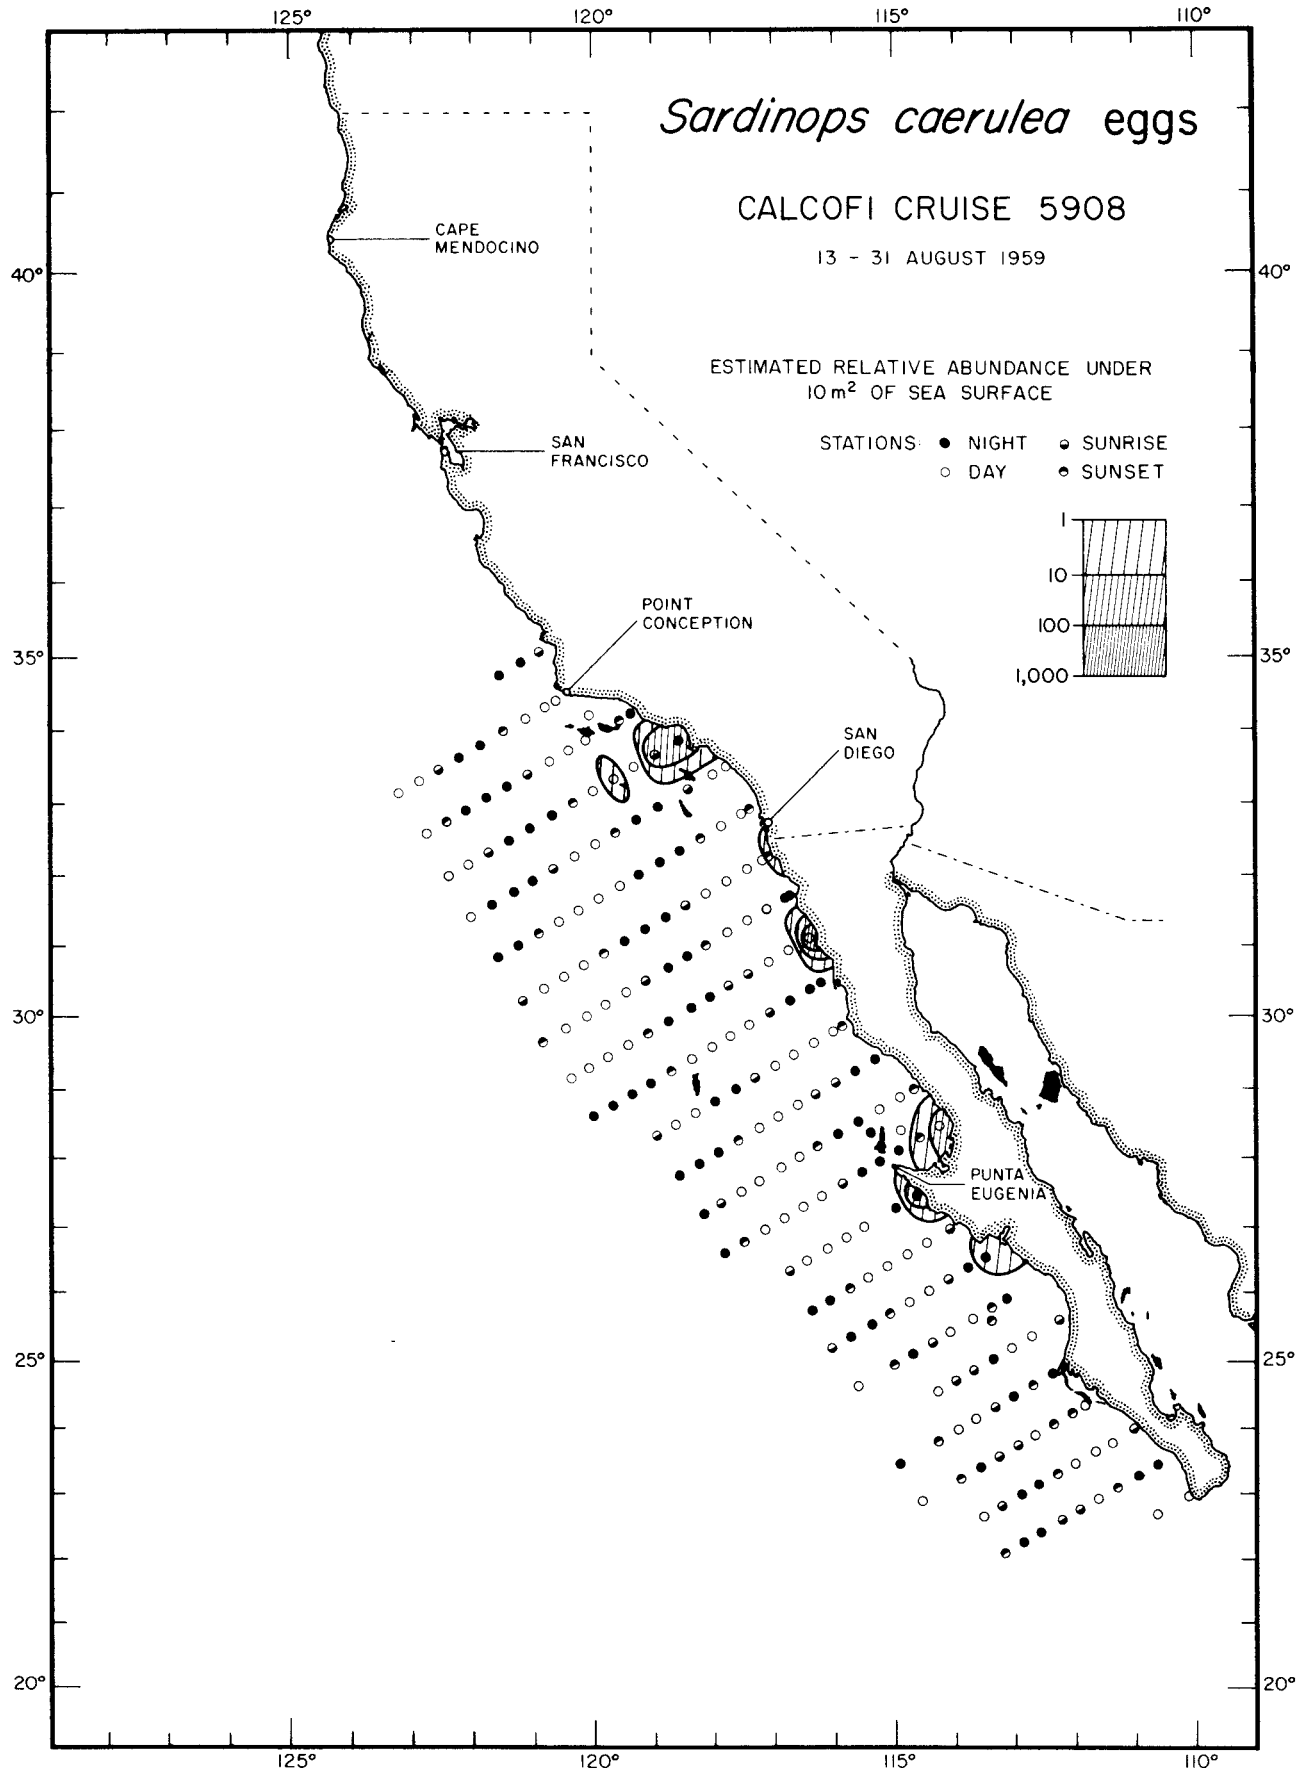 125° 120° 115° 110°
Sardinops caerulea eggs
CALCOFI CRUISE 5908
13 - 31 AUGUST 1959
CAPE
MENDOCINO
40° 40°
ESTIMATED RELATIVE ABUNDANCE UNDER
10 m² OF SEA SURFACE
STATIONS: NIGHT SUNRISE
DAY SUNSET
SAN
FRANCISCO
1
10
100
1,000
POINT
CONCEPTION
35° 35°
SAN
DIEGO
30° 30°
PUNTA
EUGENIA
25° 25°
20° 20°
125° 120° 115° 110°